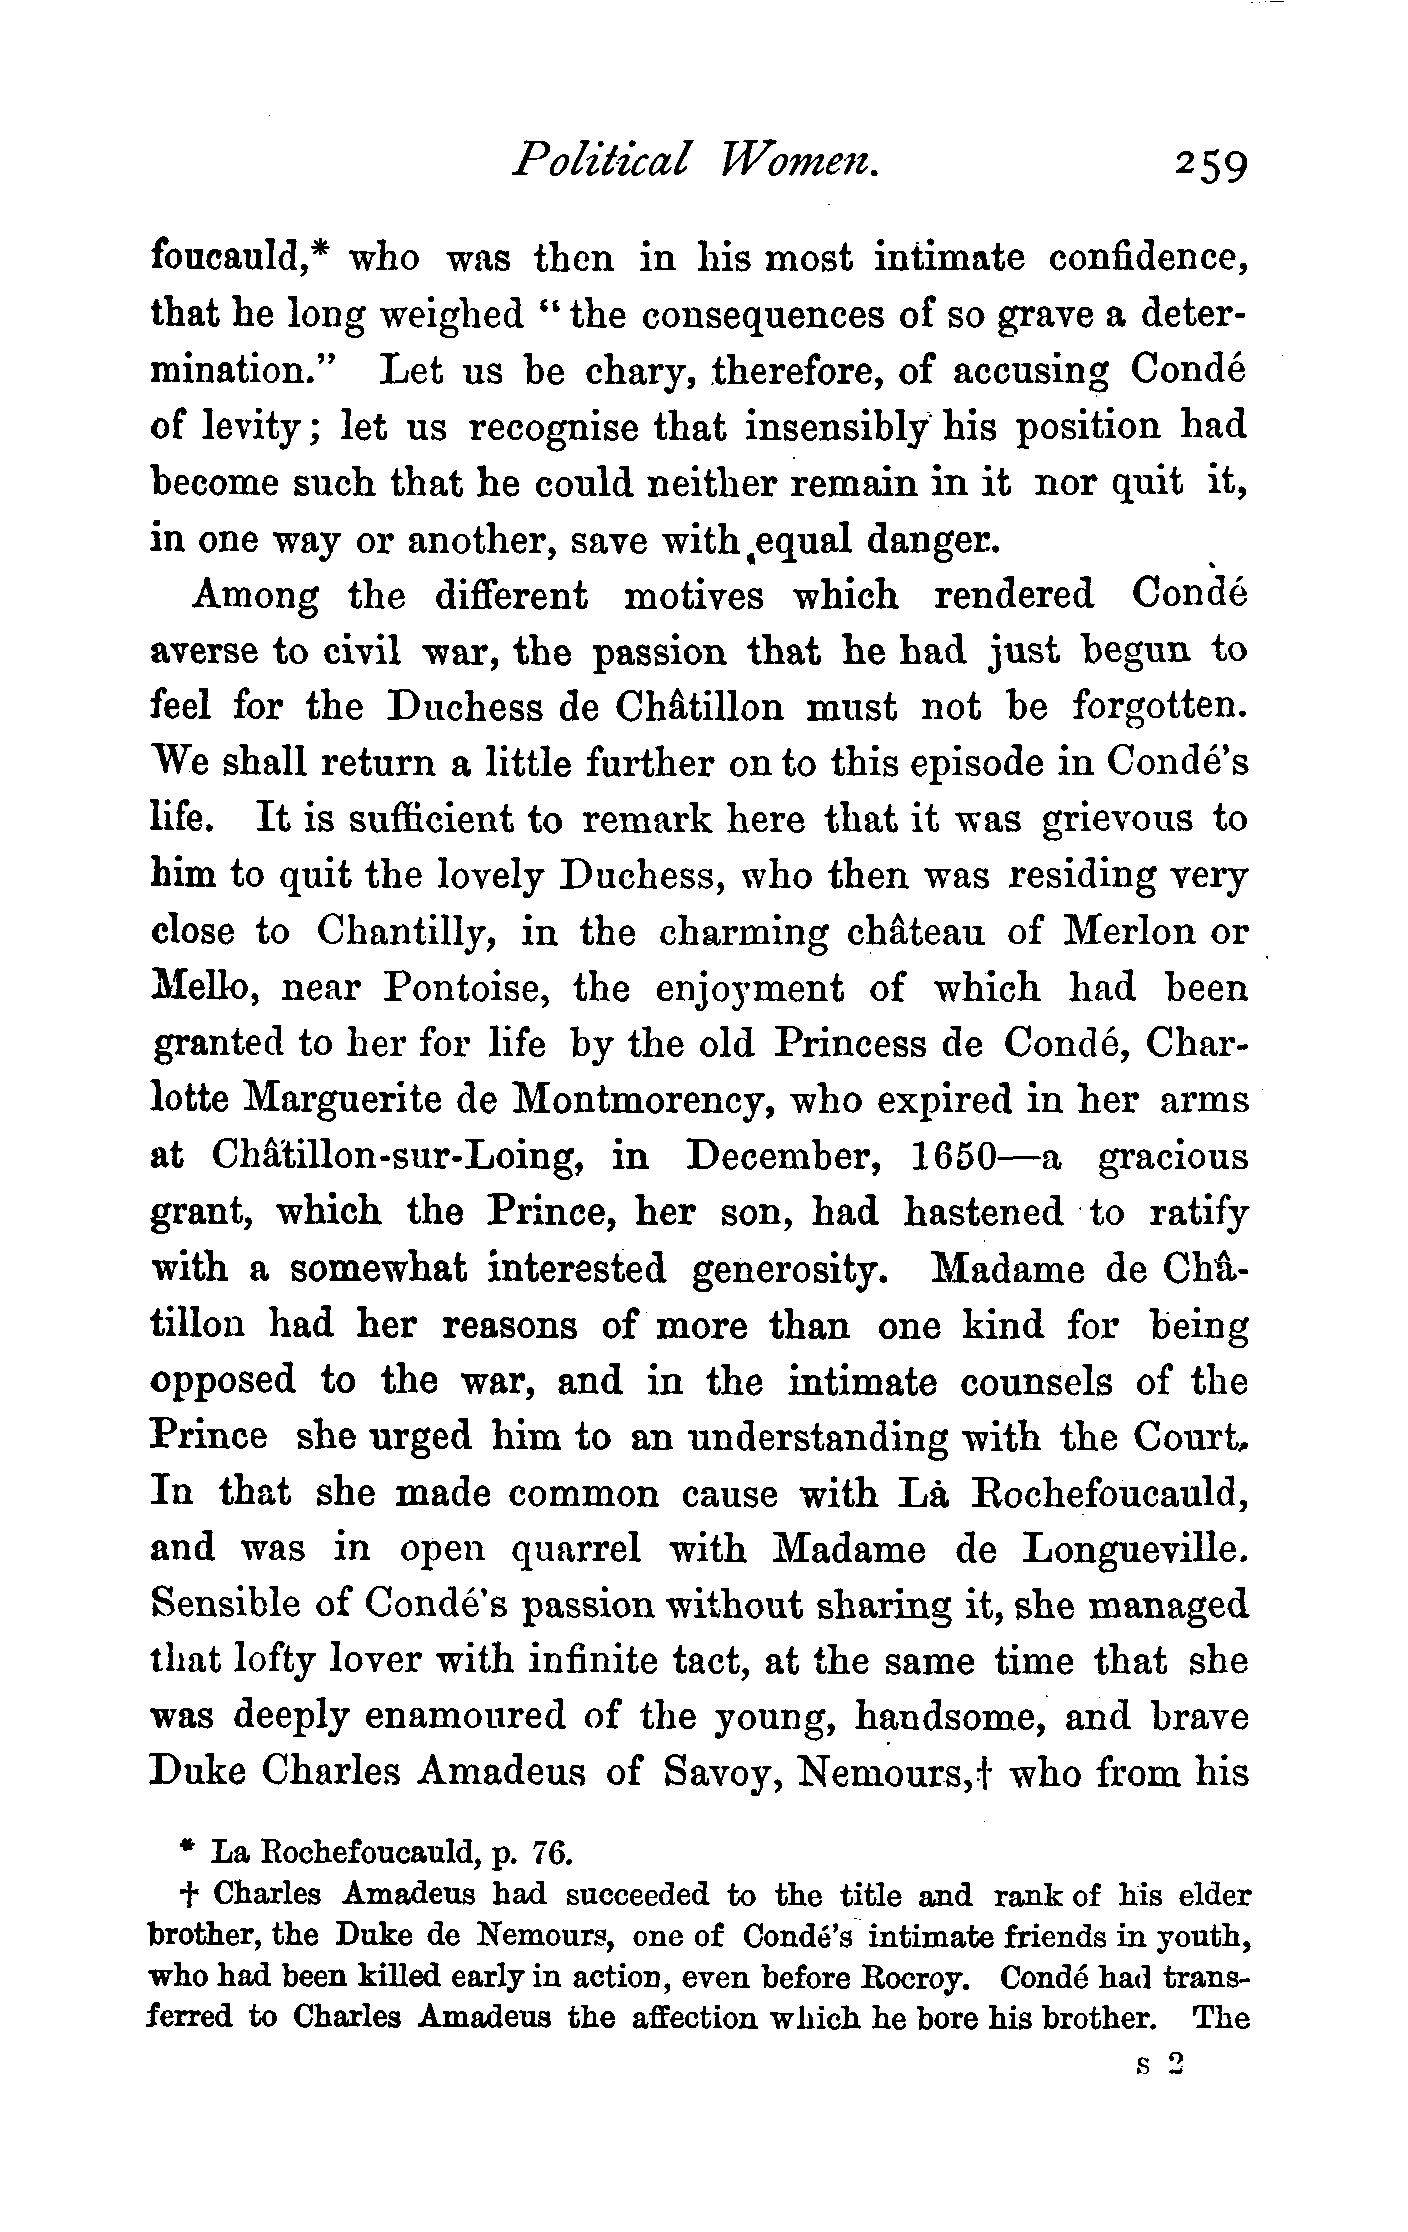 Political Women. 259
foucauld,* who was then in his most intimate confidence,
that he long weighed “the consequences of so grave a deter-
mination.” Let us be chary, therefore, of accusing Condé
of levity; let us recognise that insensibly his position had
become such that he could neither remain in it nor quit it,
in one way or another, save with equal danger.
Among the different motives which rendered Condé
averse to civil war, the passion that he had just begun to
feel for the Duchess de Châtillon must not be forgotten.
We shall return a little further on to this episode in Condé’s
life. It is sufficient to remark here that it was grievous to
him to quit the lovely Duchess, who then was residing very
close to Chantilly, in the charming château of Merlon or
Mello, near Pontoise, the enjoyment of which had been
granted to her for life by the old Princess de Condé, Char-
lotte Marguerite de Montmorency, who expired in her arms
at Châtillon-sur-Loing, in December, 1650—a gracious
grant, which the Prince, her son, had hastened to ratify
with a somewhat interested generosity. Madame de Châ-
tillon had her reasons of more than one kind for being
opposed to the war, and in the intimate counsels of the
Prince she urged him to an understanding with the Court.
In that she made common cause with La Rochefoucauld,
and was in open quarrel with Madame de Longueville.
Sensible of Condé’s passion without sharing it, she managed
that lofty lover with infinite tact, at the same time that she
was deeply enamoured of the young, handsome, and brave
Duke Charles Amadeus of Savoy, Nemours,† who from his
* La Rochefoucauld, p. 76.
† Charles Amadeus had succeeded to the title and rank of his elder
brother, the Duke de Nemours, one of Condé’s intimate friends in youth,
who had been killed early in action, even before Rocroy. Condé had trans-
ferred to Charles Amadeus the affection which he bore his brother. The
S 2